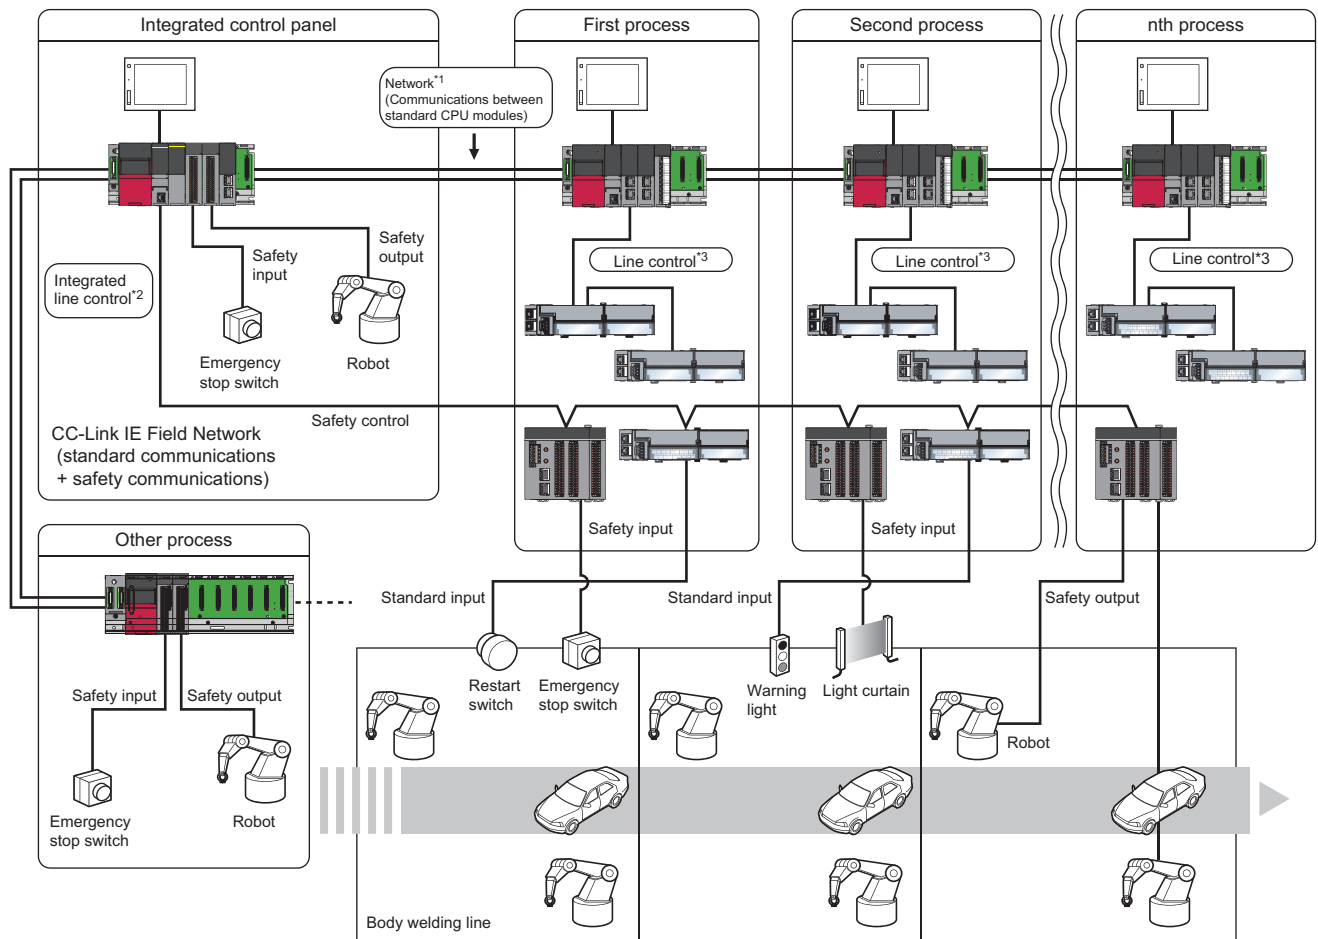 Integrated control panel
First process
Second process
nth process
Network*1
(Communications between
standard CPU modules)
Safety
input
Safety
output
Integrated
line control*2
Emergency
stop switch
Robot
Line control*3
Line control*3
Line control*3
Safety control
CC-Link IE Field Network
(standard communications
+ safety communications)
Safety input
Safety input
Other process
Standard input
Standard input
Safety output
Restart
switch
Emergency
stop switch
Warning
light
Light curtain
Safety input
Safety output
Robot
Emergency
stop switch
Robot
Body welding line